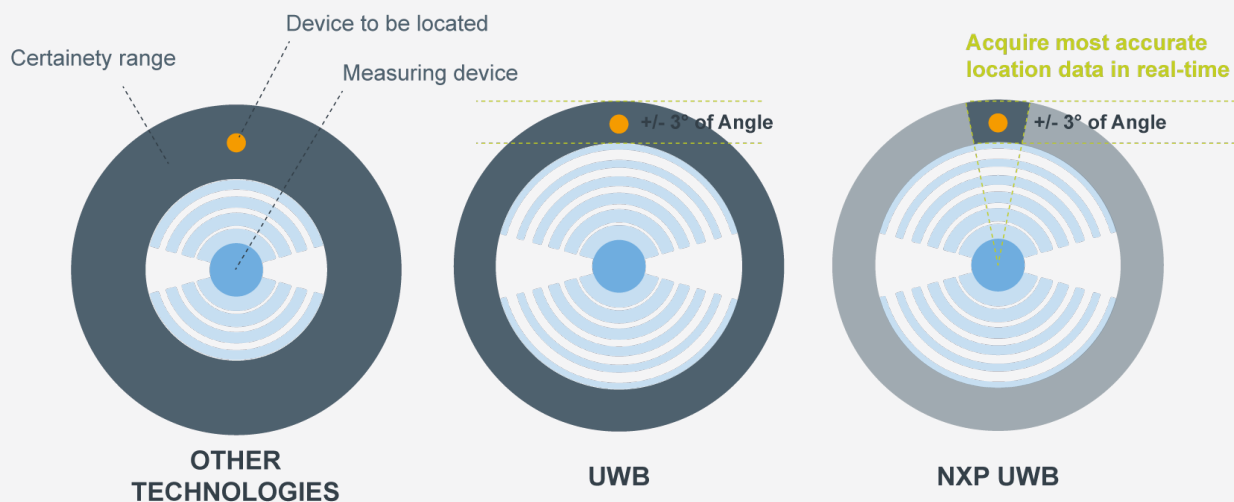 Device to be located
Certainety range
Measuring device
Acquire most accurate
location data in real-time
+/- 3° of Angle
+/- 3° of Angle
OTHER
TECHNOLOGIES
UWB
NXP UWB